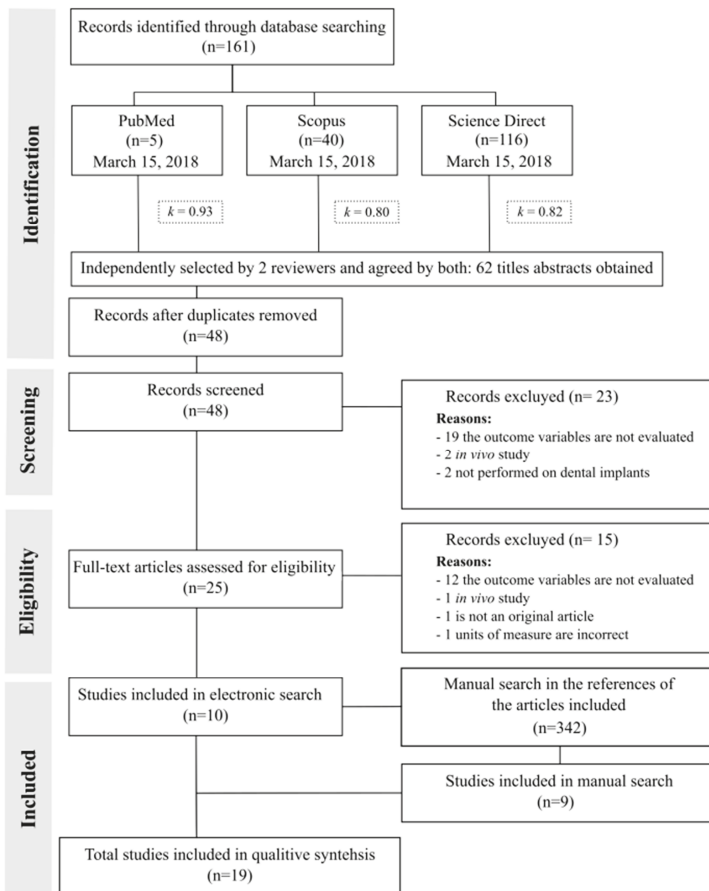 Records identified through database searching
(n=161)
PubMed
(n=5)
March 15, 2018
Scopus
(n=40)
March 15, 2018
Science Direct
(n=116)
March 15, 2018
k = 0.93
k = 0.80
k = 0.82
Independently selected by 2 reviewers and agreed by both: 62 titles abstracts obtained
Records after duplicates removed
(n=48)
Identification
Records screened
(n=48)
Records excluyed (n= 23)
Reasons:
- 19 the outcome variables are not evaluated
- 2 in vivo study
- 2 not performed on dental implants
Screening
Full-text articles assessed for eligibility
(n=25)
Records excluyed (n= 15)
Reasons:
- 12 the outcome variables are not evaluated
- 1 in vivo study
- 1 is not an original article
- 1 units of measure are incorrect
Eligibility
Studies included in electronic search
(n=10)
Manual search in the references of
the articles included
(n=342)
Studies included in manual search
(n=9)
Total studies included in qualitive syntehsis
(n=19)
Included